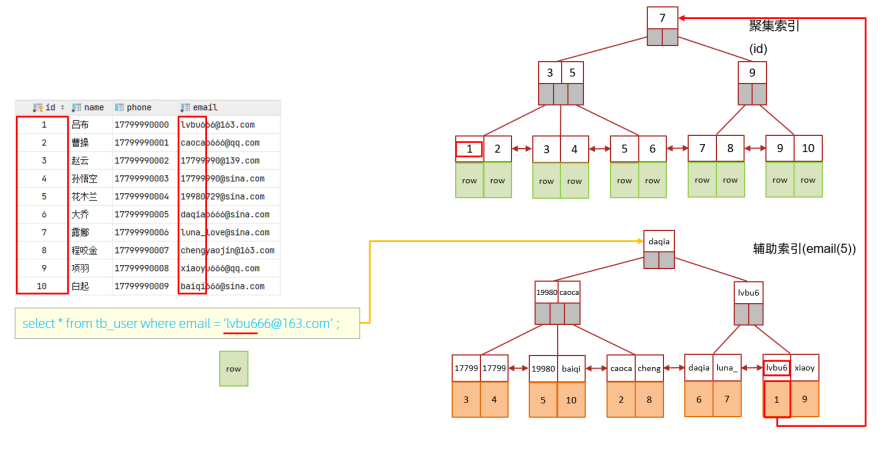 id name phone email
1 吕布 17799990000 lvbu666@163.com
2 曹操 17799990001 caocao666@qq.com
3 赵云 17799990002 17799990@139.com
4 孙悟空 17799990003 17799990@sina.com
5 花木兰 17799990004 19980729@sina.com
6 大乔 17799990005 daqiao666@sina.com
7 露娜 17799990006 luna_love@sina.com
8 程咬金 17799990007 chengyaojin@163.com
9 项羽 17799990008 xiaoyu666@qq.com
10 白起 17799990009 baiqi666@sina.com
select * from tb_user where email = 'lvbu666@163.com' ;
row
7
聚集索引
(id)
3 5
9
1 2 3 4 5 6 7 8 9 10
row row row row row row row row row row
daqia
辅助索引(email(5))
19980 caoca
lvbu6
17799 17799 19980 baiqi caoca cheng daqia luna_ lvbu6 xiaoy
3 4 5 10 2 8 6 7 1 9